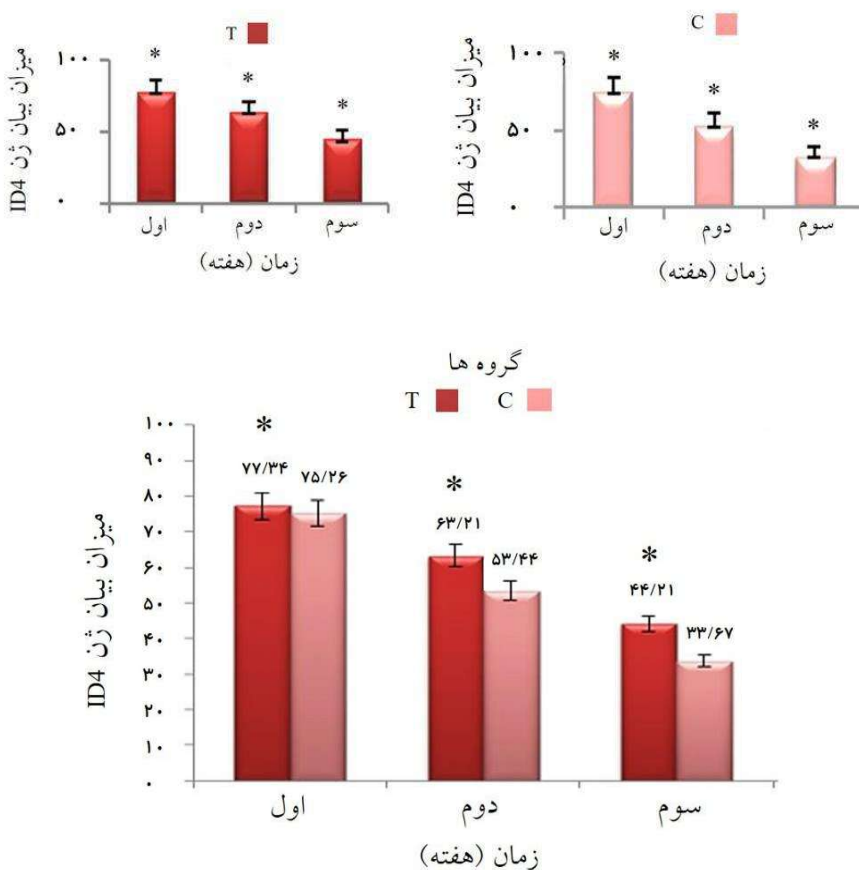 T
میزان بیان ژن ID4
۱۰۰
۵۰
۰
*
*
*
اول
دوم
سوم
زمان (هفته)
C
میزان بیان ژن ID4
۱۰۰
۵۰
۰
*
*
*
اول
دوم
سوم
زمان (هفته)
گروه ها
T C
میزان بیان ژن ID4
۱۰۰
۹۰
۸۰
۷۰
۶۰
۵۰
۴۰
۳۰
۲۰
۱۰
۰
*
۷۷/۳۴
۷۵/۲۶
*
۶۳/۲۱
۵۳/۴۴
*
۴۴/۲۱
۳۳/۶۷
اول
دوم
سوم
زمان (هفته)